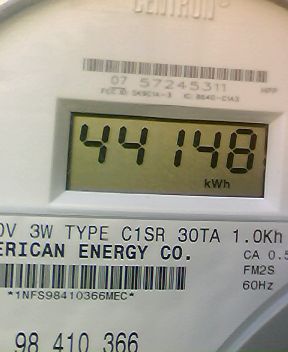 CENTRON
07 57245311
44148
kWh
3W TYPE C1SR 30TA 1.0Kh
ERICAN ENERGY CO.
CA 0.5
FM2S
60Hz
*1NFS98410366MEC*
98 410 366